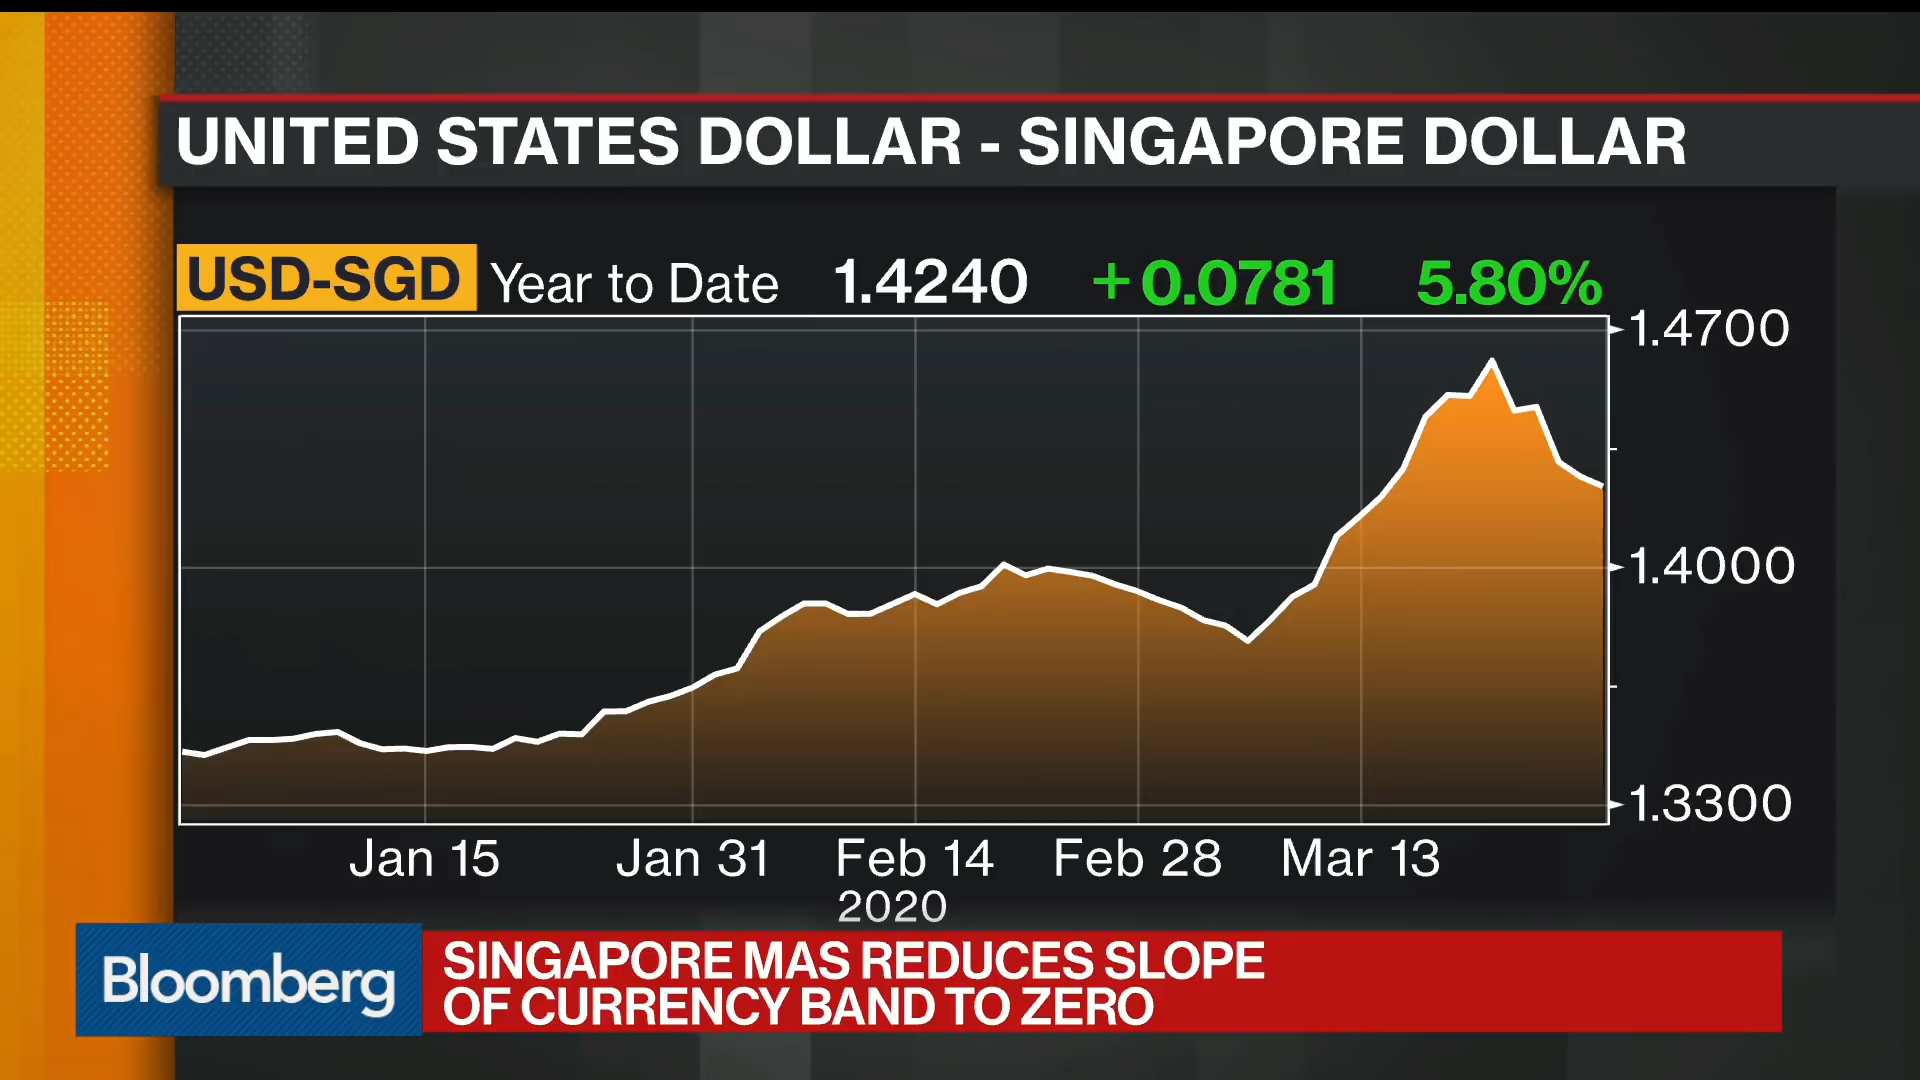 UNITED STATES DOLLAR - SINGAPORE DOLLAR
USD-SGD Year to Date 1.4240 +0.0781 5.80%
1.4700
1.4000
1.3300
Jan 15 Jan 31 Feb 14 Feb 28 Mar 13
2020
Bloomberg
SINGAPORE MAS REDUCES SLOPE
OF CURRENCY BAND TO ZERO